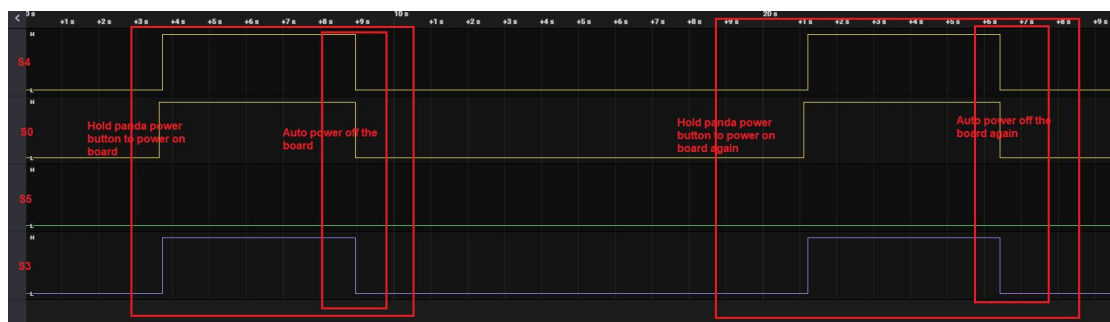 0 s
+1 s +2 s +3 s +4 s +5 s +6 s +7 s +8 s +9 s
10 s
+1 s +2 s +3 s +4 s +5 s +6 s +7 s +8 s +9 s
20 s
+1 s +2 s +3 s +4 s +5 s +6 s +7 s +8 s +9 s
H
S4
L
H
S0
Hold panda power
button to power on
board
Auto power off the
board
Hold panda power
button to power on
board again
Auto power off the
board again
L
H
S5
L
H
S3
L